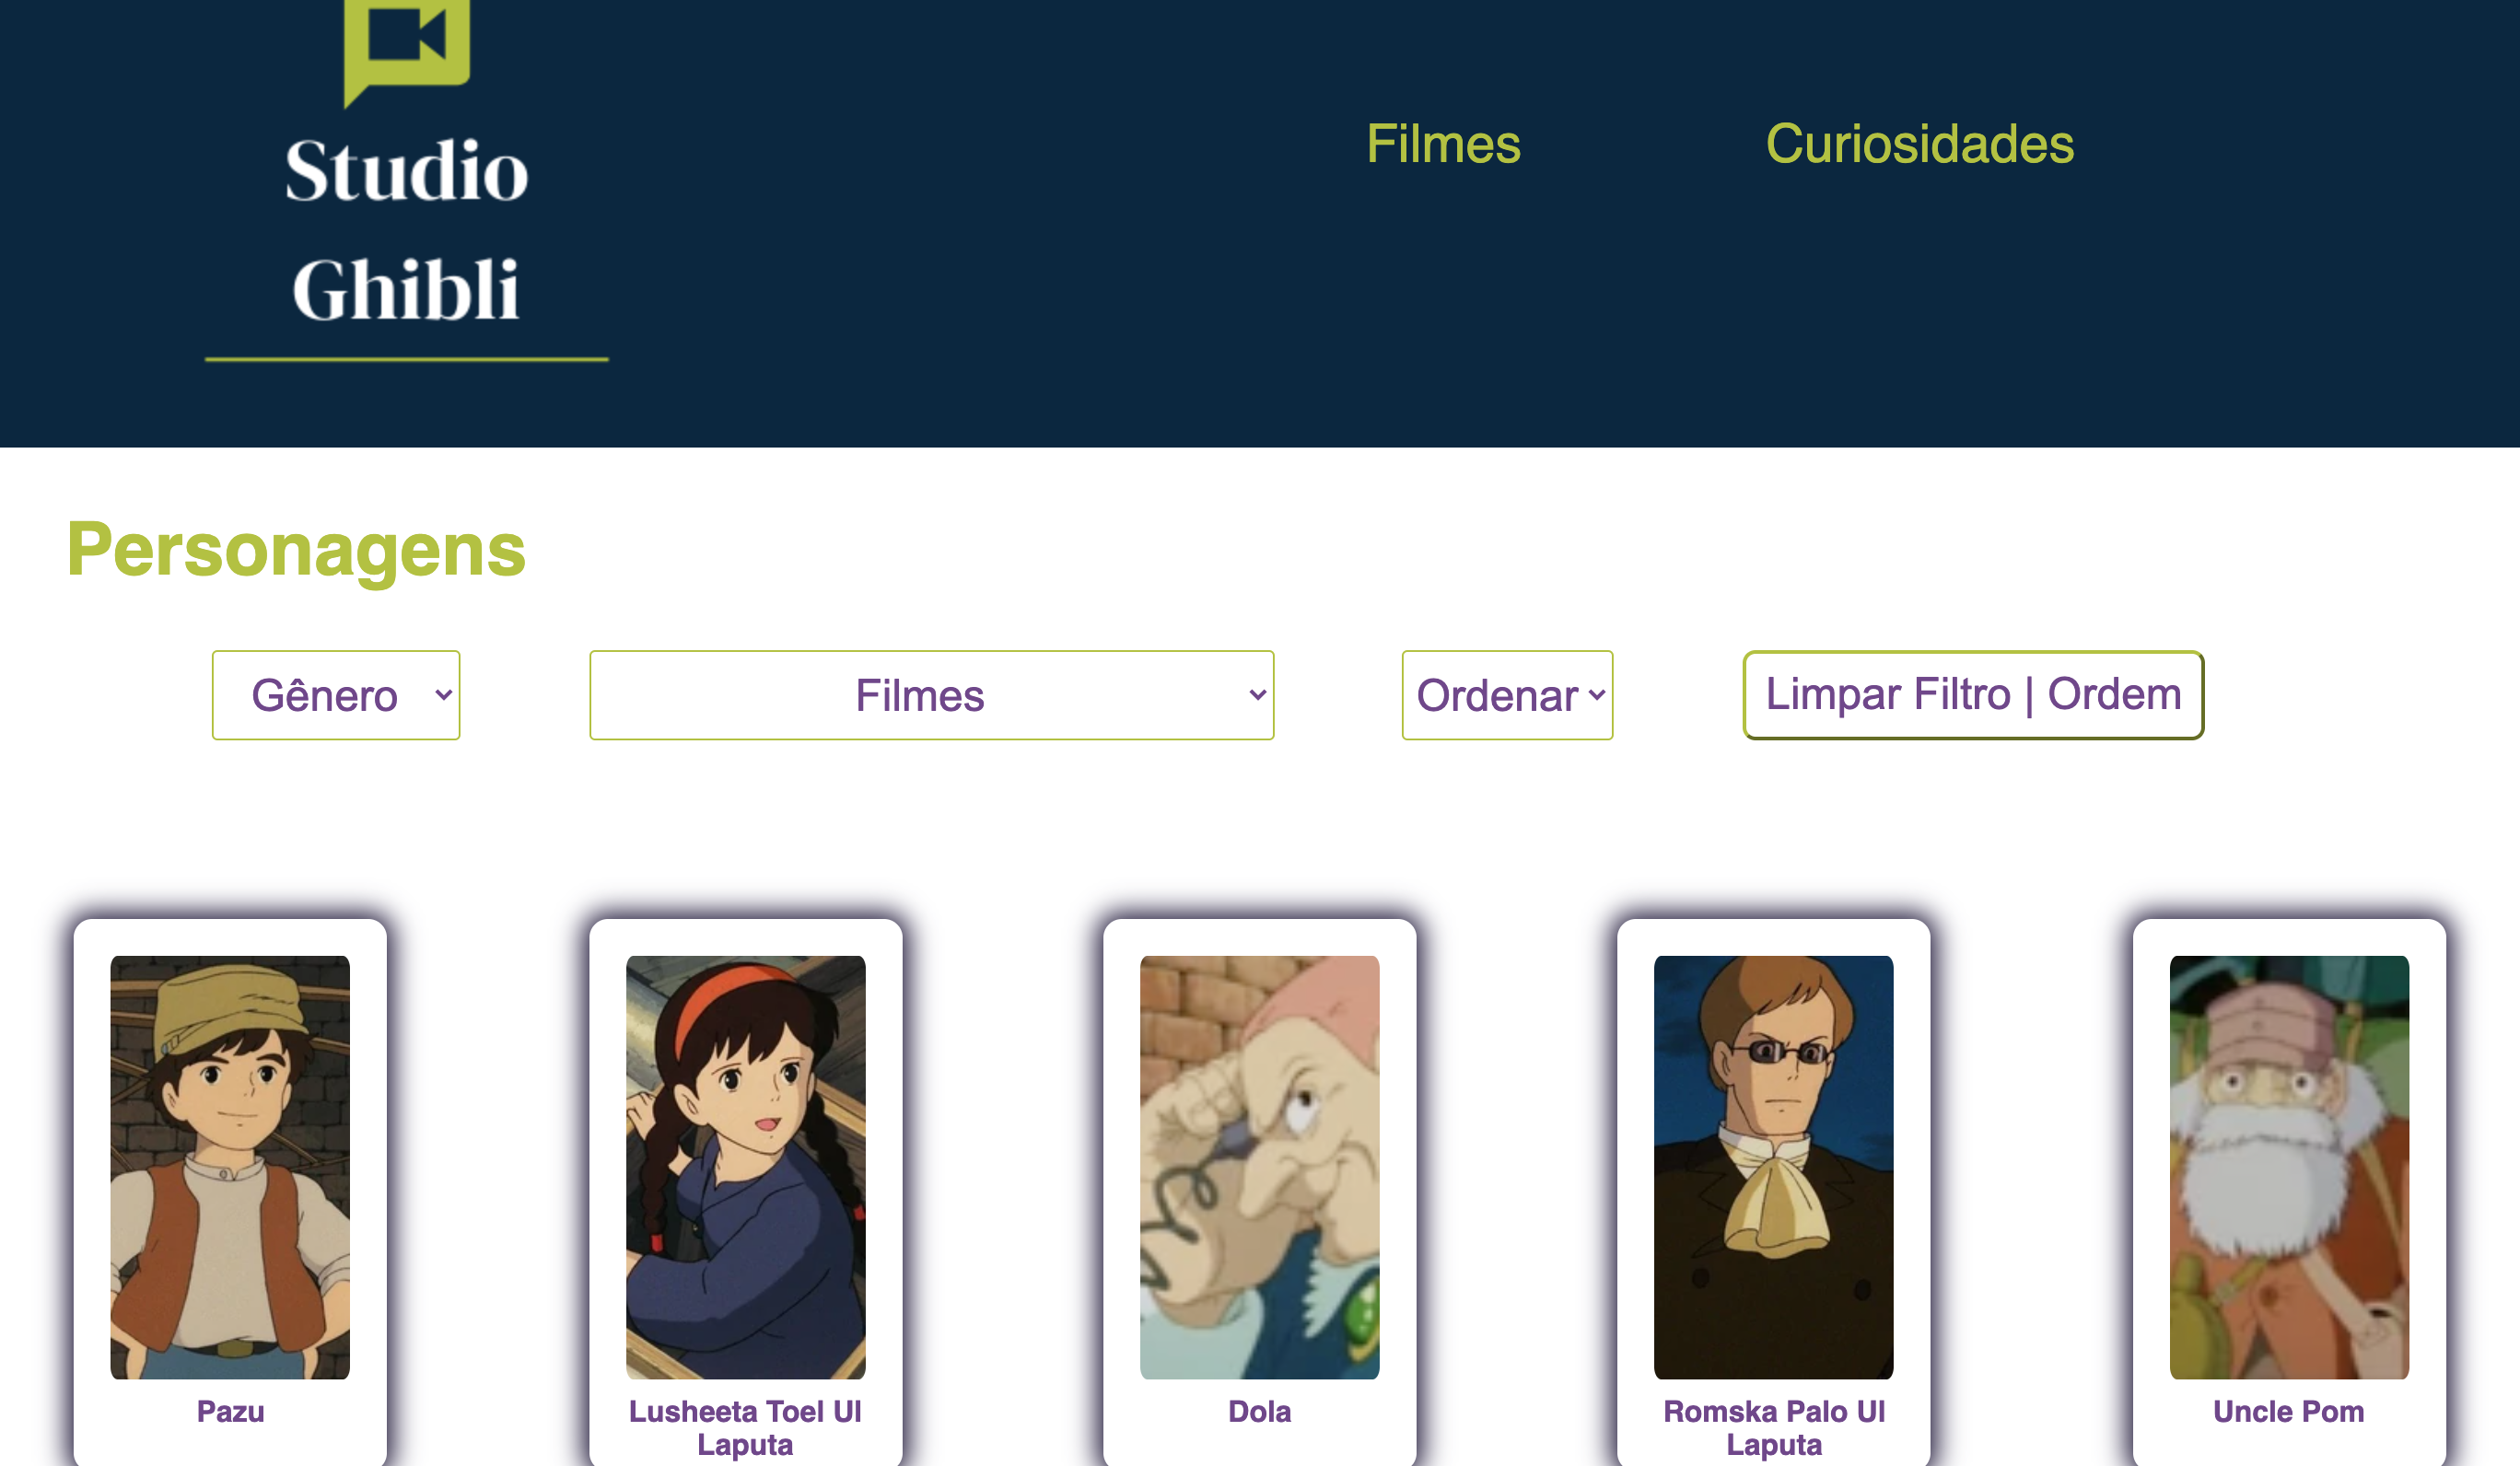 Studio
Ghibli
Filmes
Curiosidades
Personagens
Gênero
Filmes
Ordenar
Limpar Filtro | Ordem
Pazu
Lusheeta Toel Ul
Laputa
Dola
Romska Palo Ul
Laputa
Uncle Pom